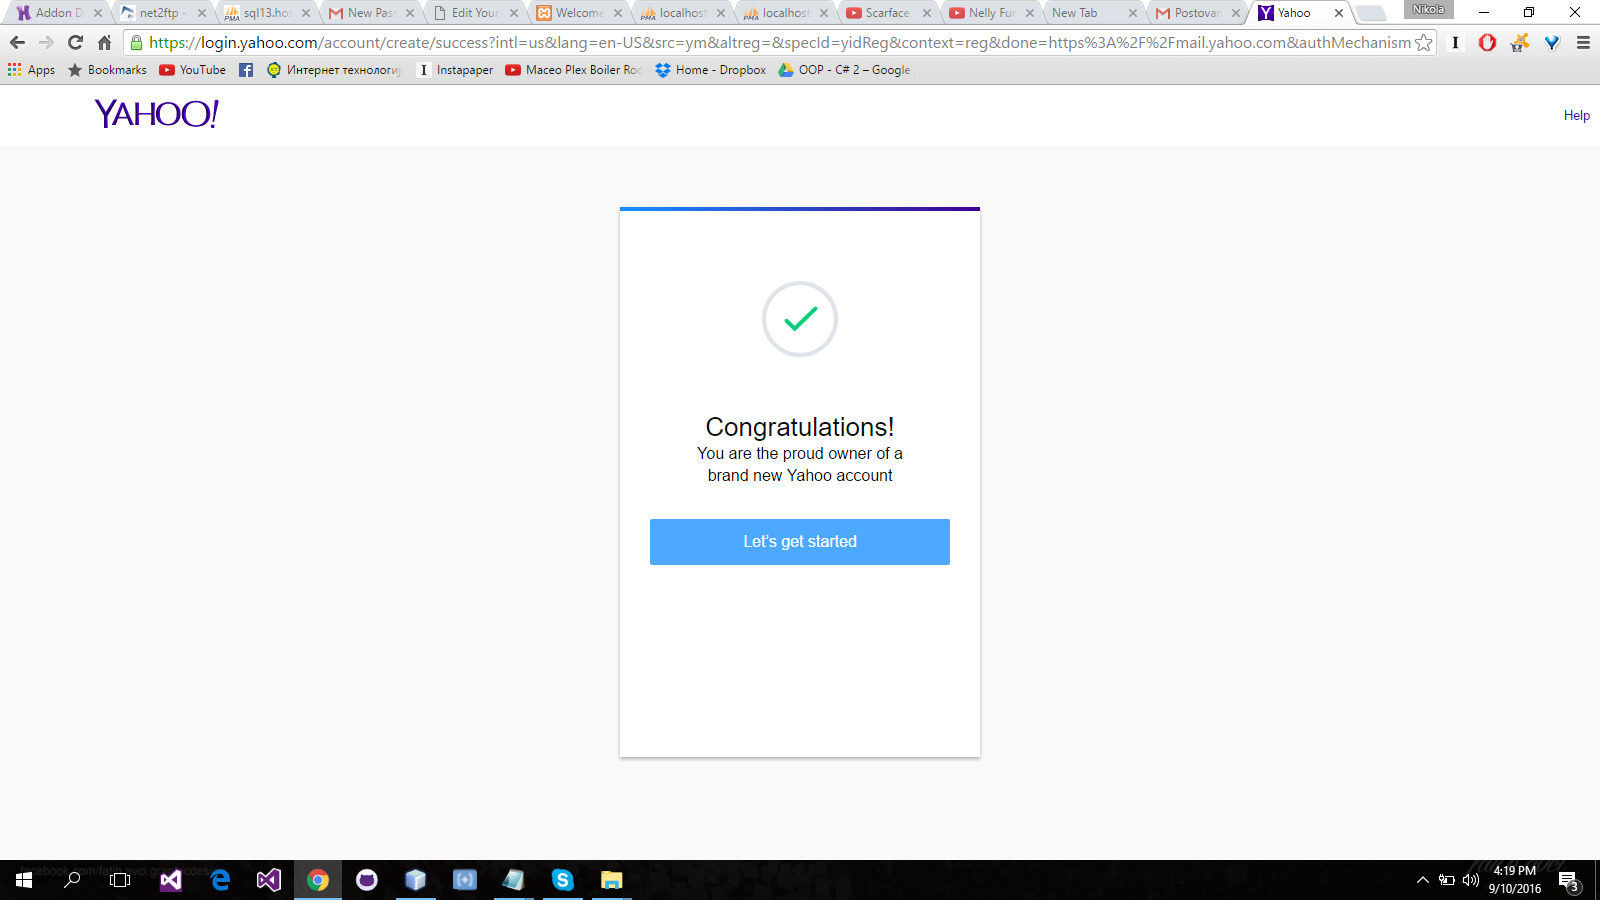 Addon D
net2ftp -
sql13.hos
New Pass
Edit Your
Welcome
localhost
localhost
Scarface
Nelly Fur
New Tab
Postovan
Yahoo
Nikola
https://login.yahoo.com/account/create/success?intl=us&lang=en-US&src=ym&altreg=&specId=yidReg&context=reg&done=https%3A%2F%2Fmail.yahoo.com&authMechanism
Apps
Bookmarks
YouTube
Интернет технологиј
Instapaper
Maceo Plex Boiler Roo
Home - Dropbox
OOP - C# 2 – Google
YAHOO!
Help
Congratulations!
You are the proud owner of a
brand new Yahoo account
Let's get started
4:19 PM
9/10/2016
3